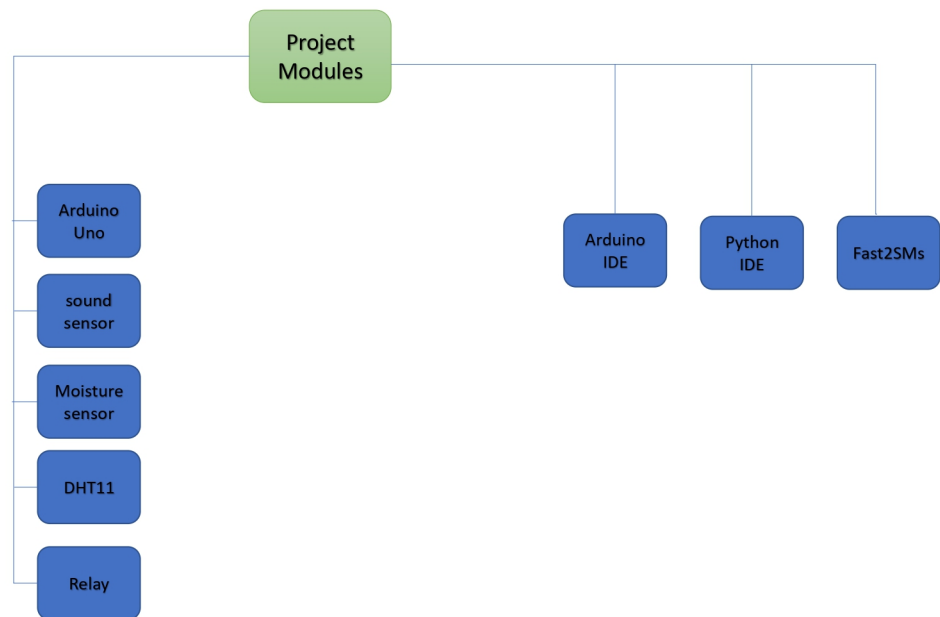 Project
Modules
Arduino
Uno
sound
sensor
Moisture
sensor
DHT11
Relay
Arduino
IDE
Python
IDE
Fast2SMs